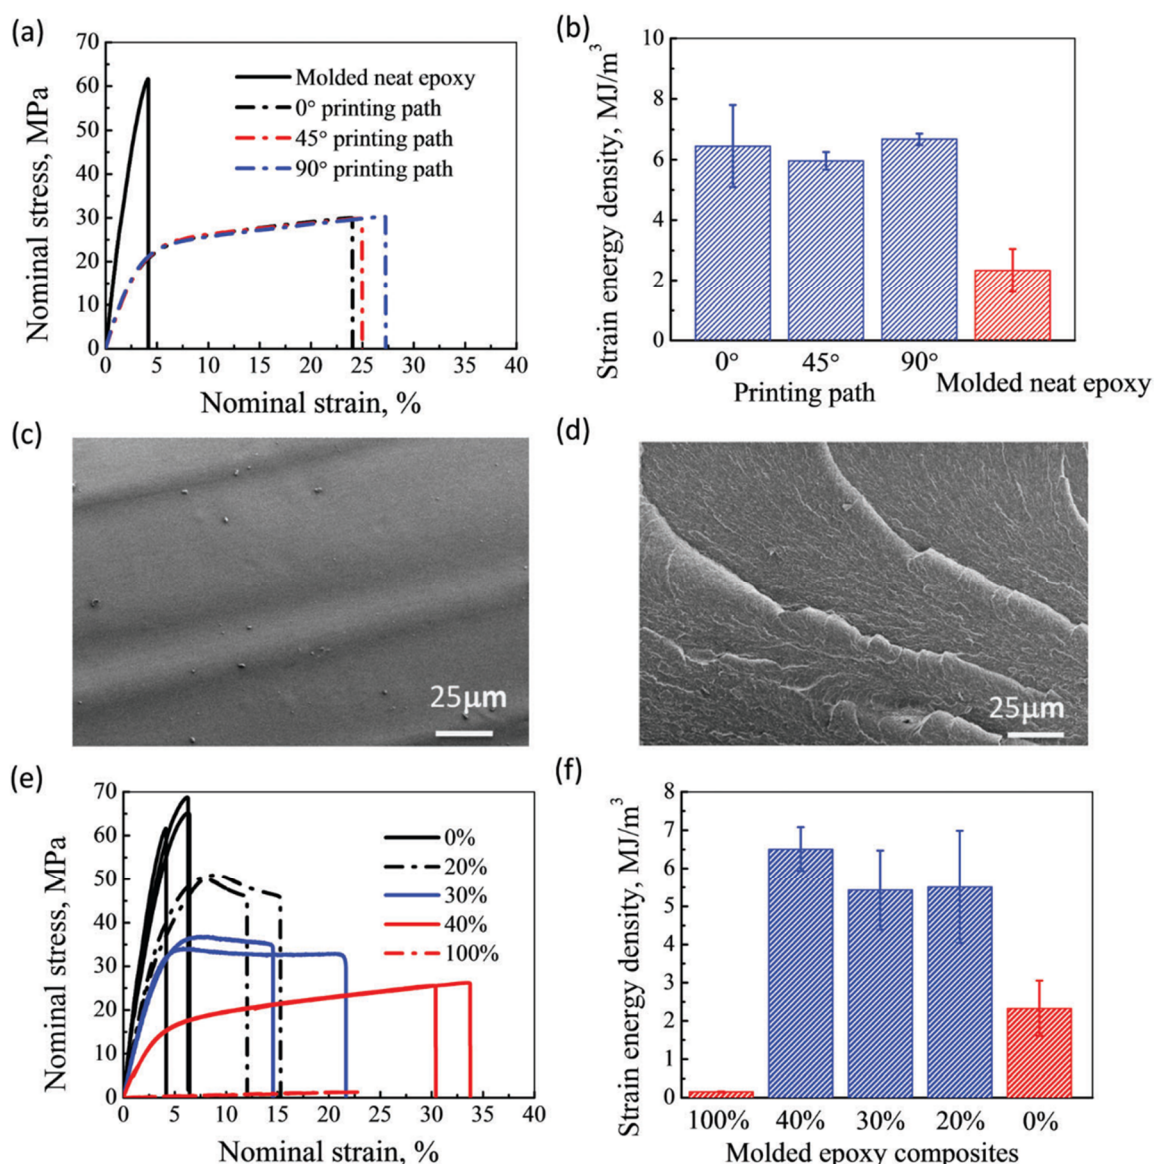 (a)
70
60
50
40
30
20
10
0
Nominal stress, MPa
Molded neat epoxy
0° printing path
45° printing path
90° printing path
0 5 10 15 20 25 30 35 40
Nominal strain, %
(b)
10
8
6
4
2
0
Strain energy density, MJ/m³
0° 45° 90°
Printing path
Molded neat epoxy
(c)
25μm
(d)
25μm
(e)
70
60
50
40
30
20
10
0
Nominal stress, MPa
0%
20%
30%
40%
100%
0 5 10 15 20 25 30 35 40
Nominal strain, %
(f)
8
7
6
5
4
3
2
1
0
Strain energy density, MJ/m³
100% 40% 30% 20% 0%
Molded epoxy composites